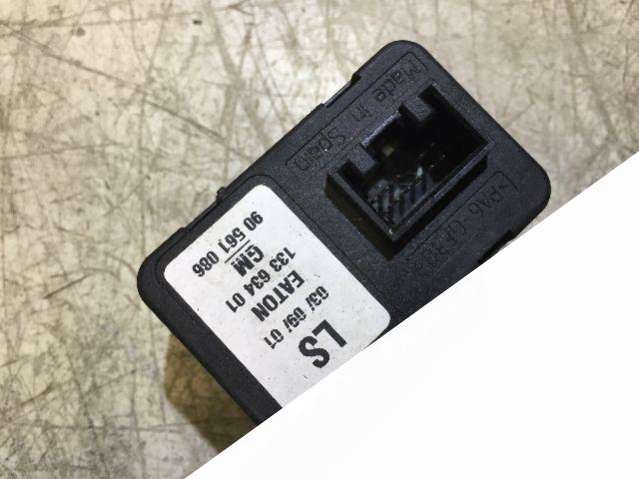 Made in Spain
90 561 086
GM
133 634 01
EATON
03/ 09/ 01
LS